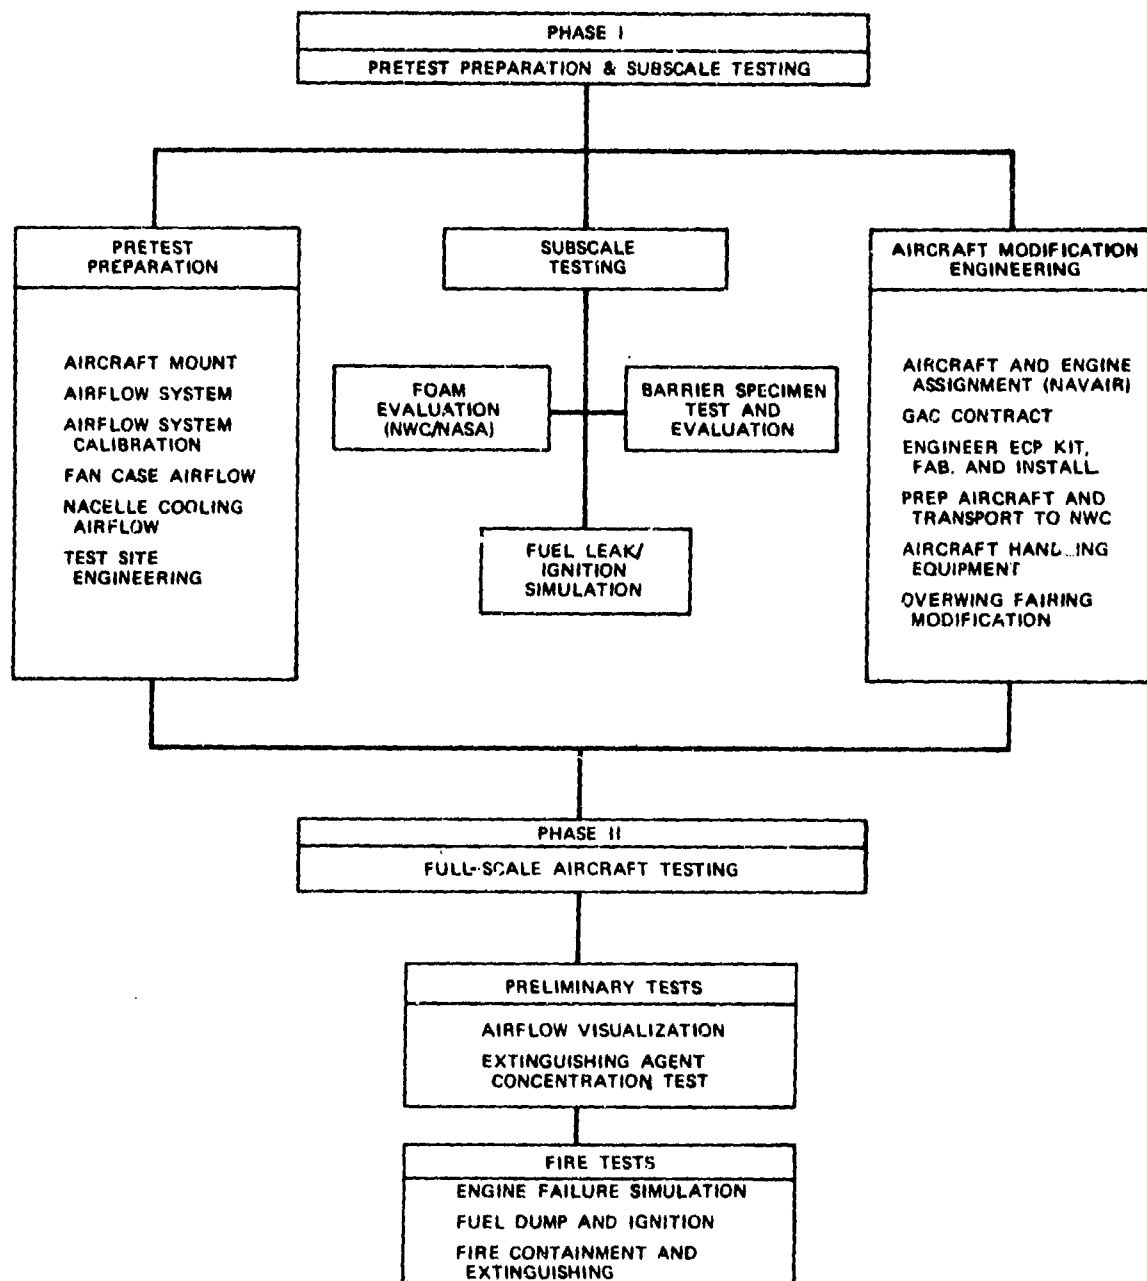 PHASE I
PRETEST PREPARATION & SUBSCALE TESTING
PRETEST
PREPARATION
AIRCRAFT MOUNT
AIRFLOW SYSTEM
AIRFLOW SYSTEM
CALIBRATION
FAN CASE AIRFLOW
NACELLE COOLING
AIRFLOW
TEST SITE
ENGINEERING
SUBSCALE
TESTING
FOAM
EVALUATION
(NWC/NASA)
BARRIER SPECIMEN
TEST AND
EVALUATION
FUEL LEAK/
IGNITION
SIMULATION
AIRCRAFT MODIFICATION
ENGINEERING
AIRCRAFT AND ENGINE
ASSIGNMENT (NAVAIR)
GAC CONTRACT
ENGINEER ECP KIT,
FAB. AND INSTALL
PREP AIRCRAFT AND
TRANSPORT TO NWC
AIRCRAFT HANDLING
EQUIPMENT
OVERWING FAIRING
MODIFICATION
PHASE II
FULL-SCALE AIRCRAFT TESTING
PRELIMINARY TESTS
AIRFLOW VISUALIZATION
EXTINGUISHING AGENT
CONCENTRATION TEST
FIRE TESTS
ENGINE FAILURE SIMULATION
FUEL DUMP AND IGNITION
FIRE CONTAINMENT AND
EXTINGUISHING